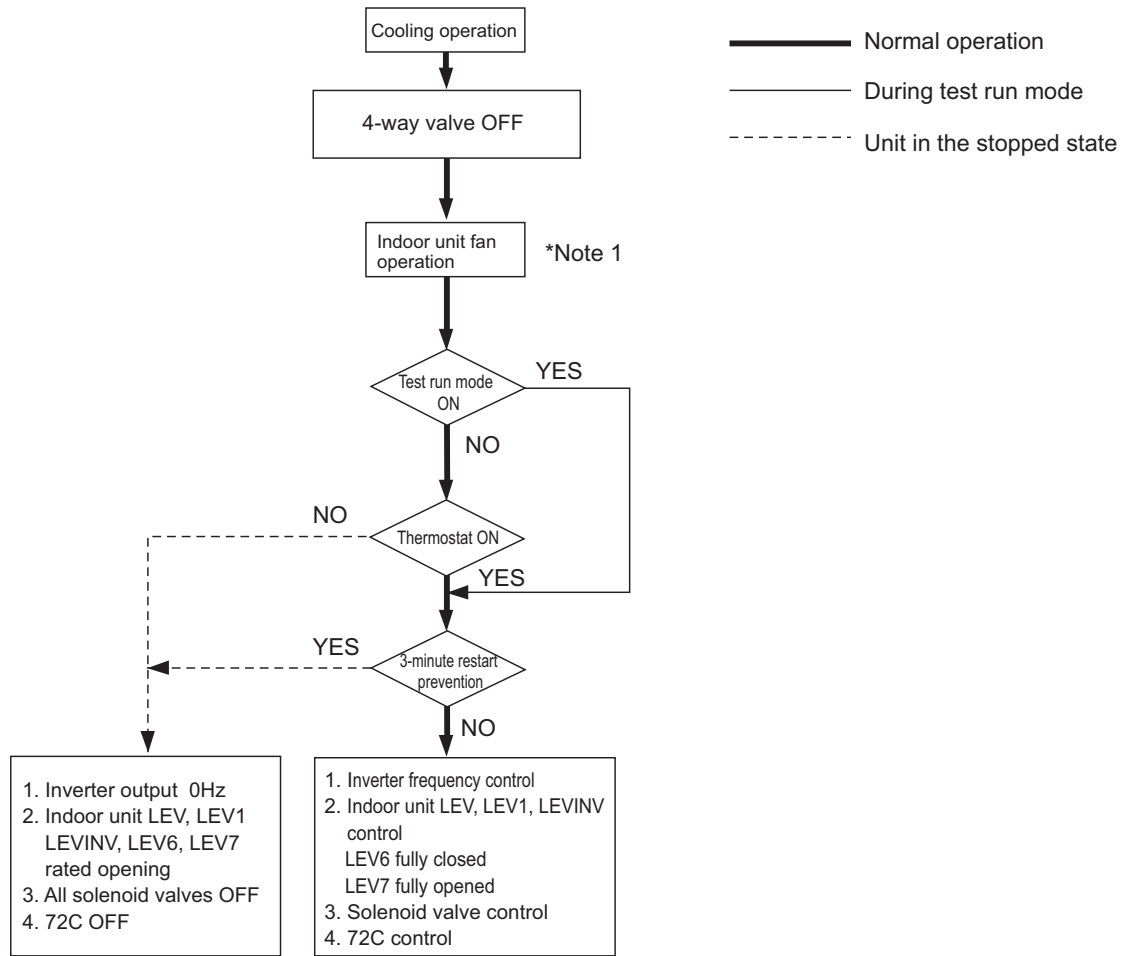 Cooling operation
Normal operation
During test run mode
Unit in the stopped state
4-way valve OFF
Indoor unit fan
operation
*Note 1
Test run mode
ON
YES
NO
Thermostat ON
NO
YES
3-minute restart
prevention
YES
NO
1. Inverter output 0Hz
2. Indoor unit LEV, LEV1
LEVINV, LEV6, LEV7
rated opening
3. All solenoid valves OFF
4. 72C OFF
1. Inverter frequency control
2. Indoor unit LEV, LEV1, LEVINV
control
LEV6 fully closed
LEV7 fully opened
3. Solenoid valve control
4. 72C control